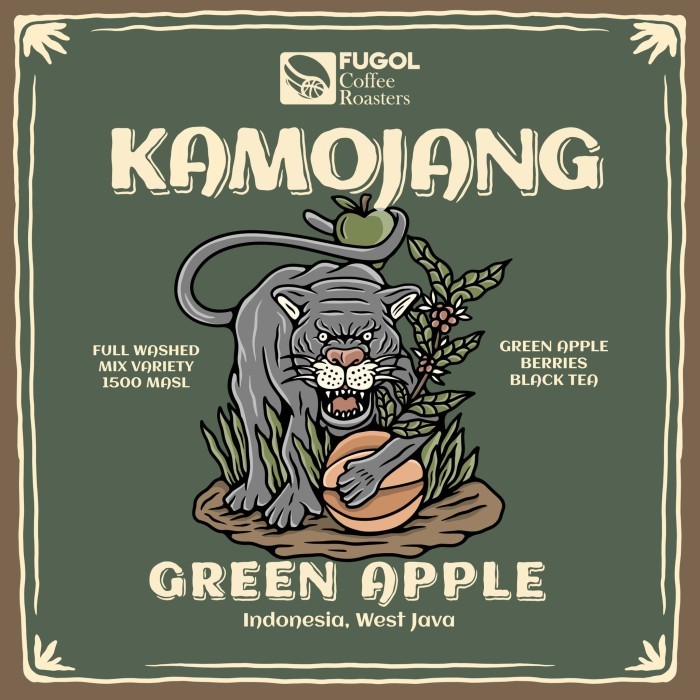 FUGOL
Coffee
Roasters
KAMOJANG
FULL WASHED
MIX VARIETY
1500 MASL
GREEN APPLE
BERRIES
BLACK TEA
GREEN APPLE
Indonesia, West Java